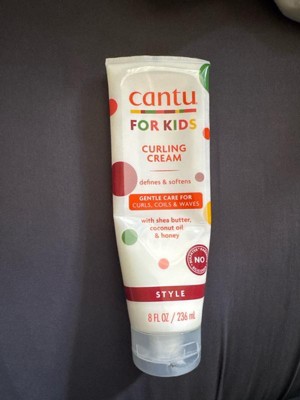 cantu
FOR KIDS
CURLING
CREAM
defines & softens
GENTLE CARE FOR
CURLS, COILS & WAVES
with shea butter,
coconut oil
& honey
NO
STYLE
8 FL OZ / 236 mL